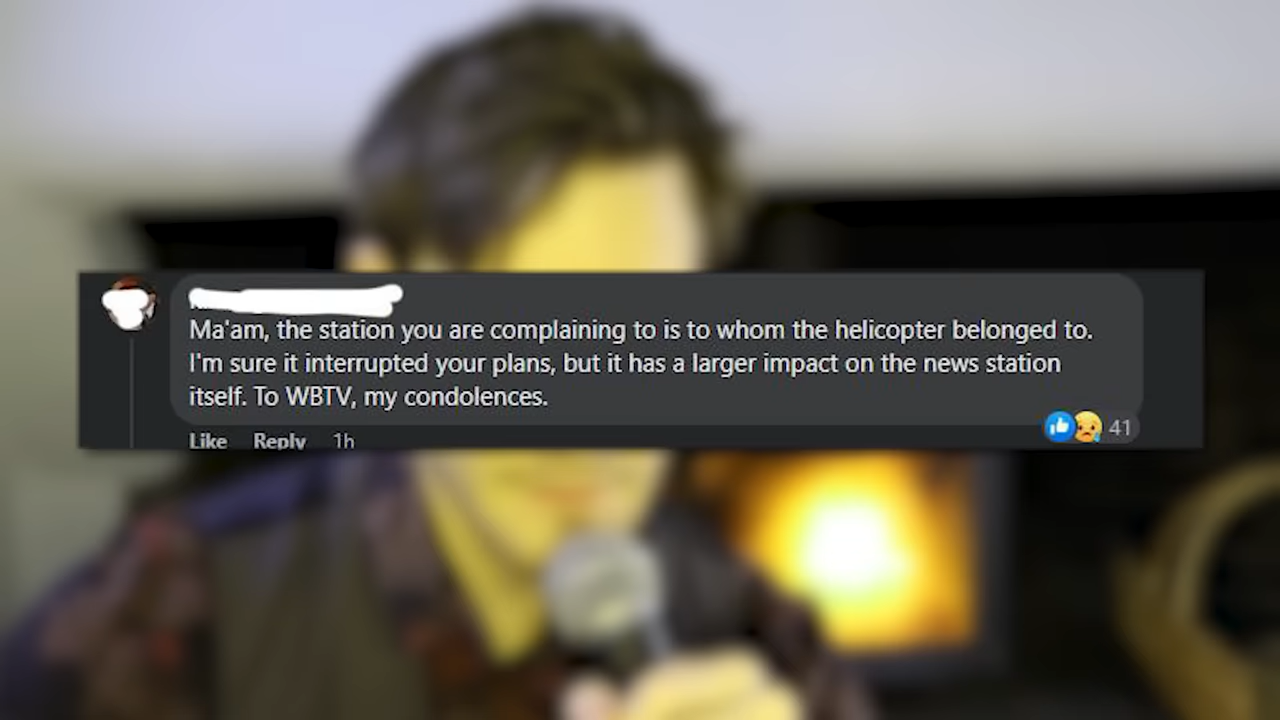 Ma'am, the station you are complaining to is to whom the helicopter belonged to.
I'm sure it interrupted your plans, but it has a larger impact on the news station
itself. To WBTV, my condolences.
Like Reply 1h 41